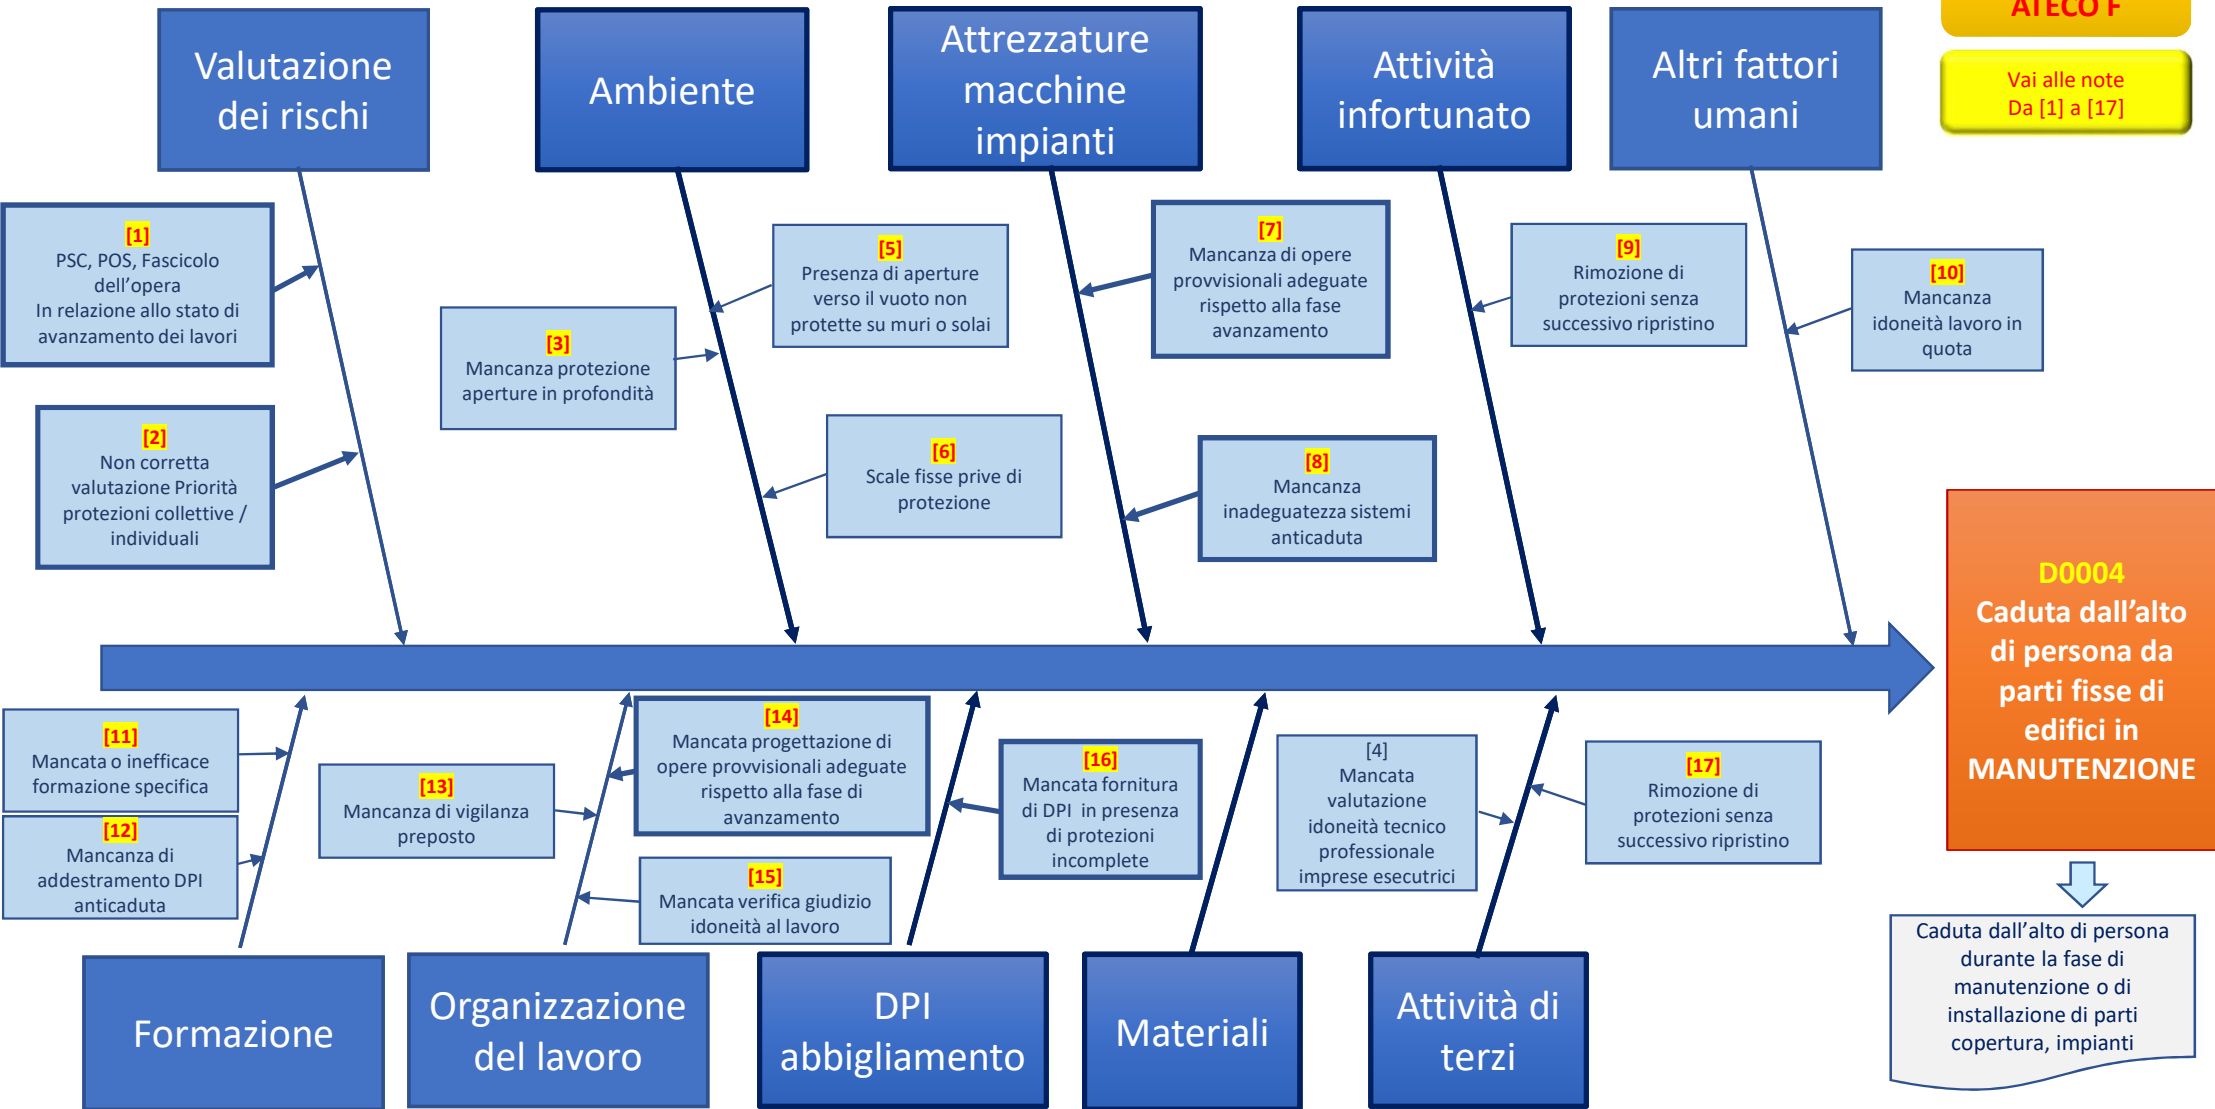 ATECO F
Vai alle note
Da [1] a [17]
Valutazione
dei rischi
Ambiente
Attrezzature
macchine
impianti
Attività
infortunato
Altri fattori
umani
[1]
PSC, POS, Fascicolo
dell'opera
In relazione allo stato di
avanzamento dei lavori
[2]
Non corretta
valutazione Priorità
protezioni collettive /
individuali
[3]
Mancanza protezione
aperture in profondità
[5]
Presenza di aperture
verso il vuoto non
protette su muri o solai
[6]
Scale fisse prive di
protezione
[7]
Mancanza di opere
provvisionali adeguate
rispetto alla fase
avanzamento
[8]
Mancanza
inadeguatezza sistemi
anticaduta
[9]
Rimozione di
protezioni senza
successivo ripristino
[10]
Mancanza
idoneità lavoro in
quota
D0004
Caduta dall'alto
di persona da
parti fisse di
edifici in
MANUTENZIONE
[11]
Mancata o inefficace
formazione specifica
[12]
Mancanza di
addestramento DPI
anticaduta
[13]
Mancanza di vigilanza
preposto
[14]
Mancata progettazione di
opere provvisionali adeguate
rispetto alla fase di
avanzamento
[15]
Mancata verifica giudizio
idoneità al lavoro
[16]
Mancata fornitura
di DPI in presenza
di protezioni
incomplete
[4]
Mancata
valutazione
idoneità tecnico
professionale
imprese esecutrici
[17]
Rimozione di
protezioni senza
successivo ripristino
Formazione
Organizzazione
del lavoro
DPI
abbigliamento
Materiali
Attività di
terzi
Caduta dall'alto di persona
durante la fase di
manutenzione o di
installazione di parti
copertura, impianti